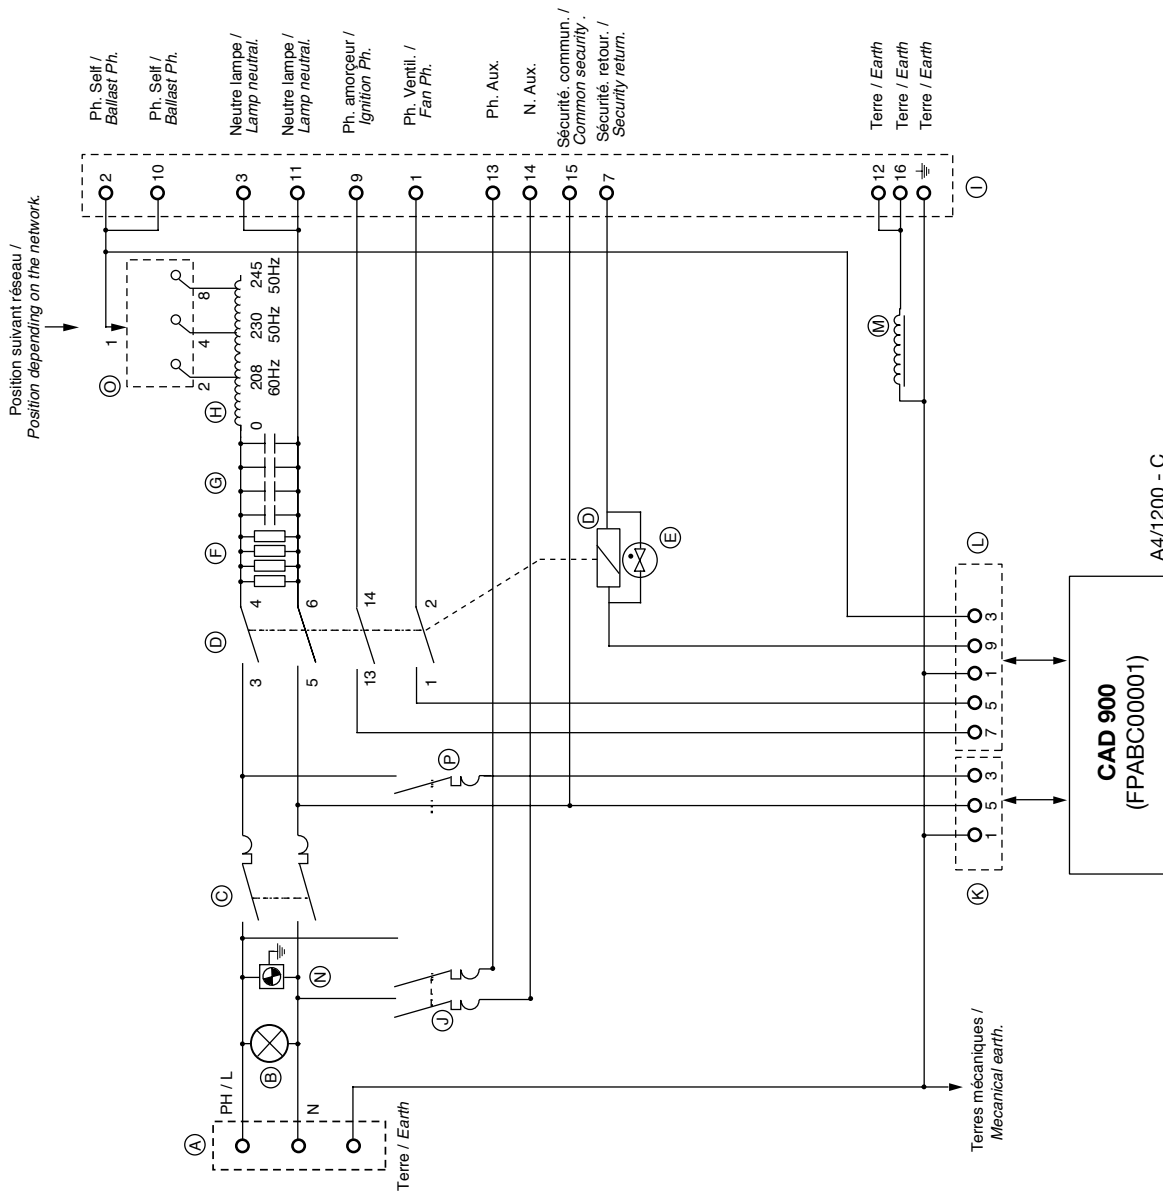 Position suivant réseau /
Position depending on the network.
Ph. Self /
Ballast Ph.
Ph. Self /
Ballast Ph.
Neutre lampe /
Lamp neutral.
Neutre lampe /
Lamp neutral.
Ph. amorçeur /
Ignition Ph.
Ph. Ventil. /
Fan Ph.
Ph. Aux.
N. Aux.
Sécurité. commun. /
Common security .
Sécurité. retour. /
Security return.
Terre / Earth
Terre / Earth
Terre / Earth
2
10
3
11
9
1
13
14
15
7
12
16
I
1
O
2
4
8
H
0
208
60Hz
230
50Hz
245
50Hz
G
F
D
3
4
5
6
13
14
1
2
D
E
M
C
P
N
J
B
A
PH / L
N
Terre / Earth
K
1
5
3
L
7
5
1
9
3
CAD 900
(FPABC00001)
Terres mécaniques /
Mecanical earth.
A4/1200 - C